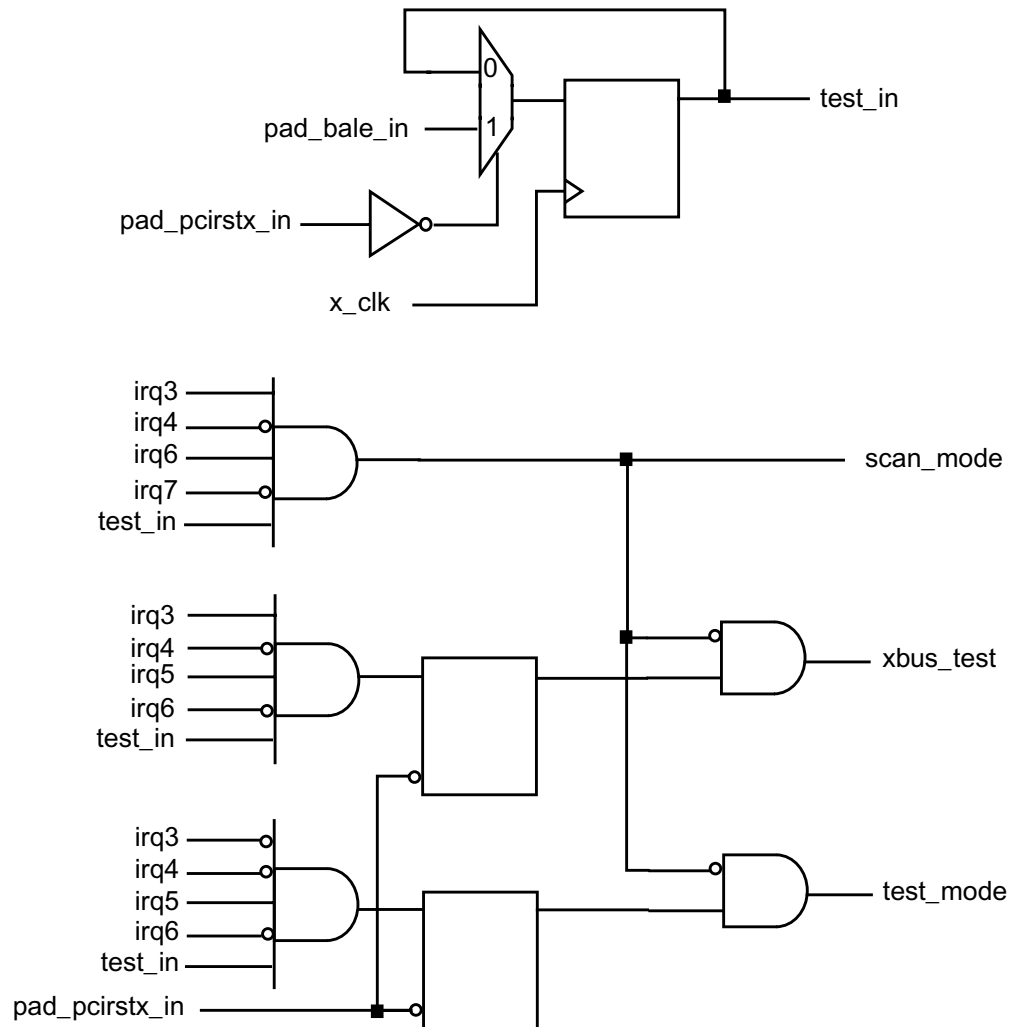 0
test_in
pad_bale_in
1
pad_pcirstx_in
x_clk
irq3
irq4
irq6
scan_mode
irq7
test_in
irq3
irq4
xbus_test
irq5
irq6
test_in
irq3
irq4
irq5
test_mode
irq6
test_in
pad_pcirstx_in